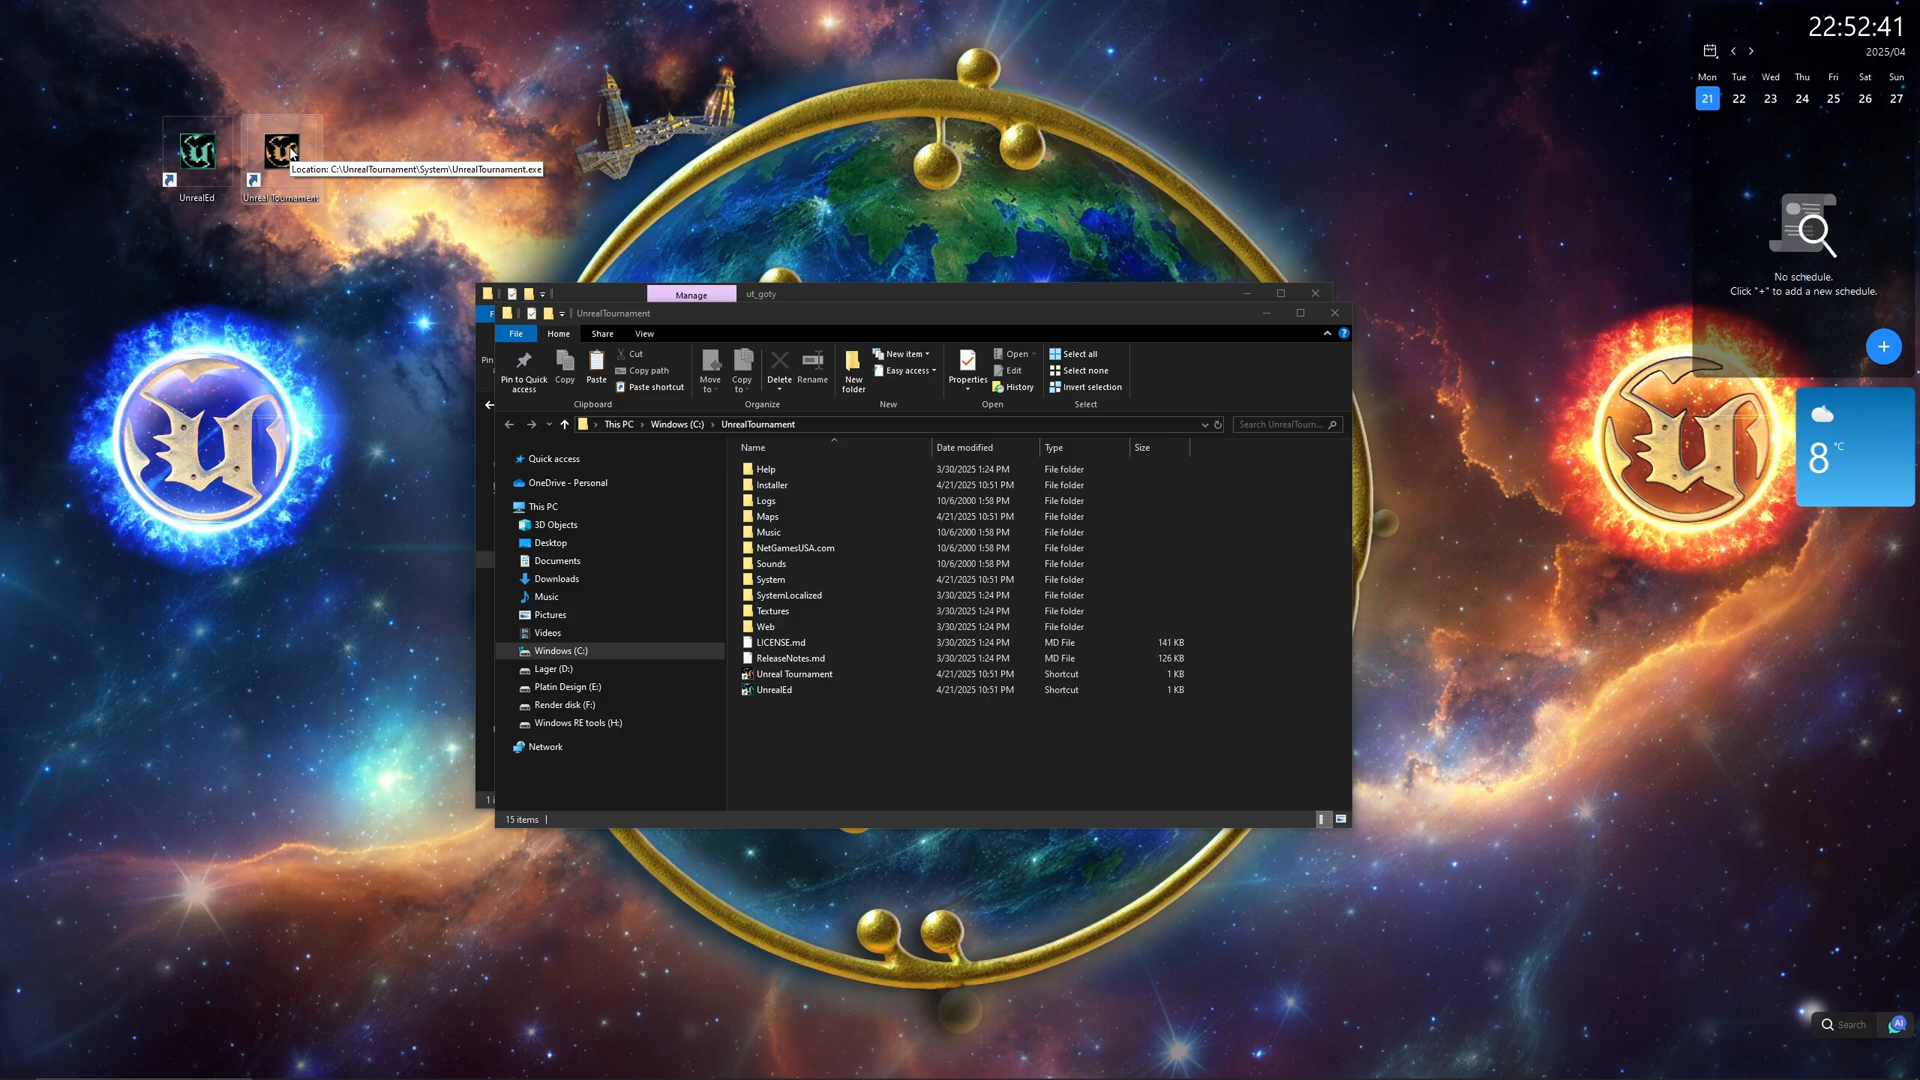 22:52:41
2025/04
Mon Tue Wed Thu Fri Sat Sun
21 22 23 24 25 26 27
No schedule.
Click "+" to add a new schedule.
8 °C
UnrealEd
Unreal Tournament
Location: C:\UnrealTournament\System\UnrealTournament.exe
Manage ut_goty
UnrealTournament
File Home Share View
Pin to Quick access
Copy
Paste
Cut
Copy path
Paste shortcut
Clipboard
Move to
Copy to
Delete
Rename
Organize
New folder
New item
Easy access
New
Properties
Open
Edit
History
Open
Select all
Select none
Invert selection
Select
This PC Windows (C:) UnrealTournament
Search UnrealTourn...
Name Date modified Type Size
Quick access
OneDrive - Personal
This PC
3D Objects
Desktop
Documents
Downloads
Music
Pictures
Videos
Windows (C:)
Lager (D:)
Platin Design (E:)
Render disk (F:)
Windows RE tools (H:)
Network
Help 3/30/2025 1:24 PM File folder
Installer 4/21/2025 10:51 PM File folder
Logs 10/6/2000 1:58 PM File folder
Maps 4/21/2025 10:51 PM File folder
Music 10/6/2000 1:58 PM File folder
NetGamesUSA.com 10/6/2000 1:58 PM File folder
Sounds 10/6/2000 1:58 PM File folder
System 4/21/2025 10:51 PM File folder
SystemLocalized 3/30/2025 1:24 PM File folder
Textures 3/30/2025 1:24 PM File folder
Web 3/30/2025 1:24 PM File folder
LICENSE.md 3/30/2025 1:24 PM MD File 141 KB
ReleaseNotes.md 3/30/2025 1:24 PM MD File 126 KB
Unreal Tournament 4/21/2025 10:51 PM Shortcut 1 KB
UnrealEd 4/21/2025 10:51 PM Shortcut 1 KB
15 items
Search
AI